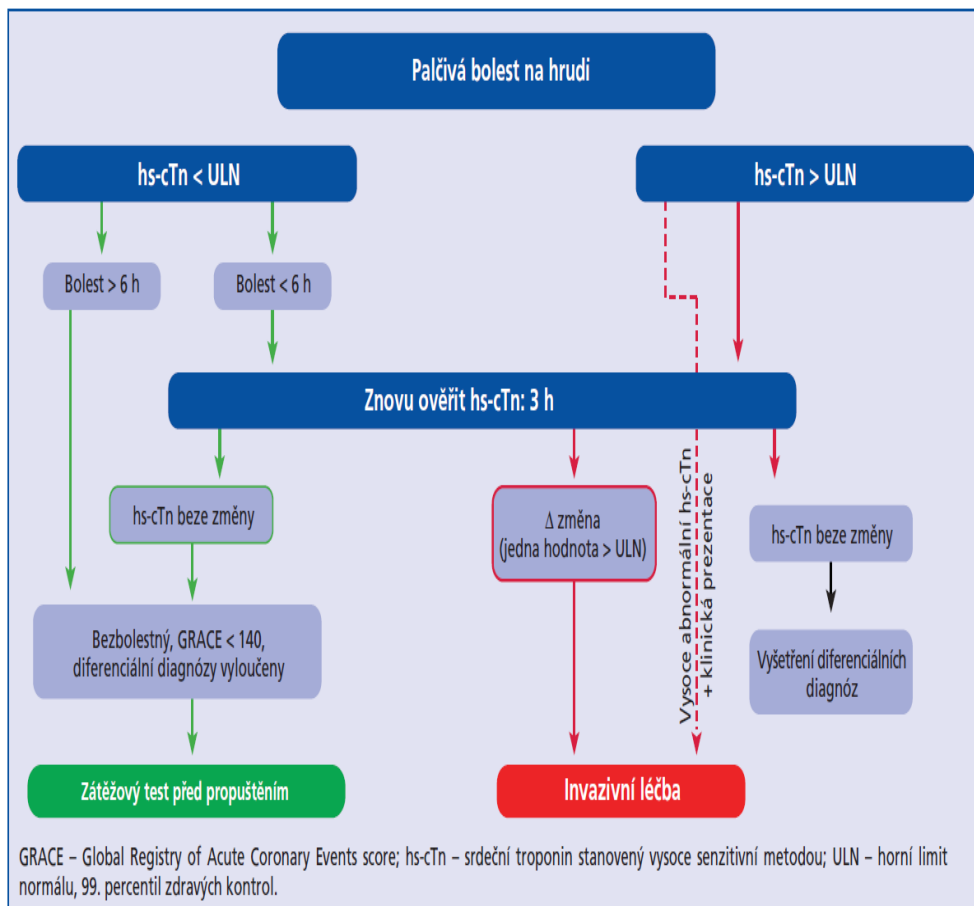 Palčivá bolest na hrudi
hs-cTn < ULN
hs-cTn > ULN
Bolest > 6 h
Bolest < 6 h
Znovu ověřit hs-cTn: 3 h
hs-cTn beze změny
Δ změna
(jedna hodnota > ULN)
Vysoce abnormální hs-cTn
+ klinická prezentace
hs-cTn beze změny
Bezbolestný, GRACE < 140,
diferenciální diagnózy vyloučeny
Vyšetření diferenciálních
diagnóz
Zátěžový test před propuštěním
Invazivní léčba
GRACE – Global Registry of Acute Coronary Events score; hs-cTn – srdeční troponin stanovený vysoce senzitivní metodou; ULN – horní limit
normálu, 99. percentil zdravých kontrol.